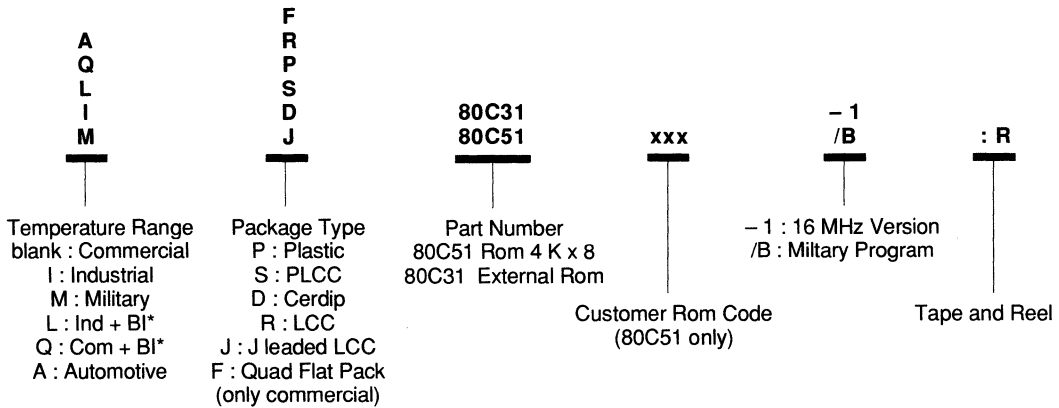 A
Q
L
I
M
Temperature Range
blank : Commercial
I : Industrial
M : Military
L : Ind + BI*
Q : Com + BI*
A : Automotive
F
R
P
S
D
J
Package Type
P : Plastic
S : PLCC
D : Cerdip
R : LCC
J : J leaded LCC
F : Quad Flat Pack
(only commercial)
80C31
80C51
Part Number
80C51 Rom 4 K x 8
80C31 External Rom
xxx
Customer Rom Code
(80C51 only)
– 1
/B
– 1 : 16 MHz Version
/B : Miltary Program
: R
Tape and Reel